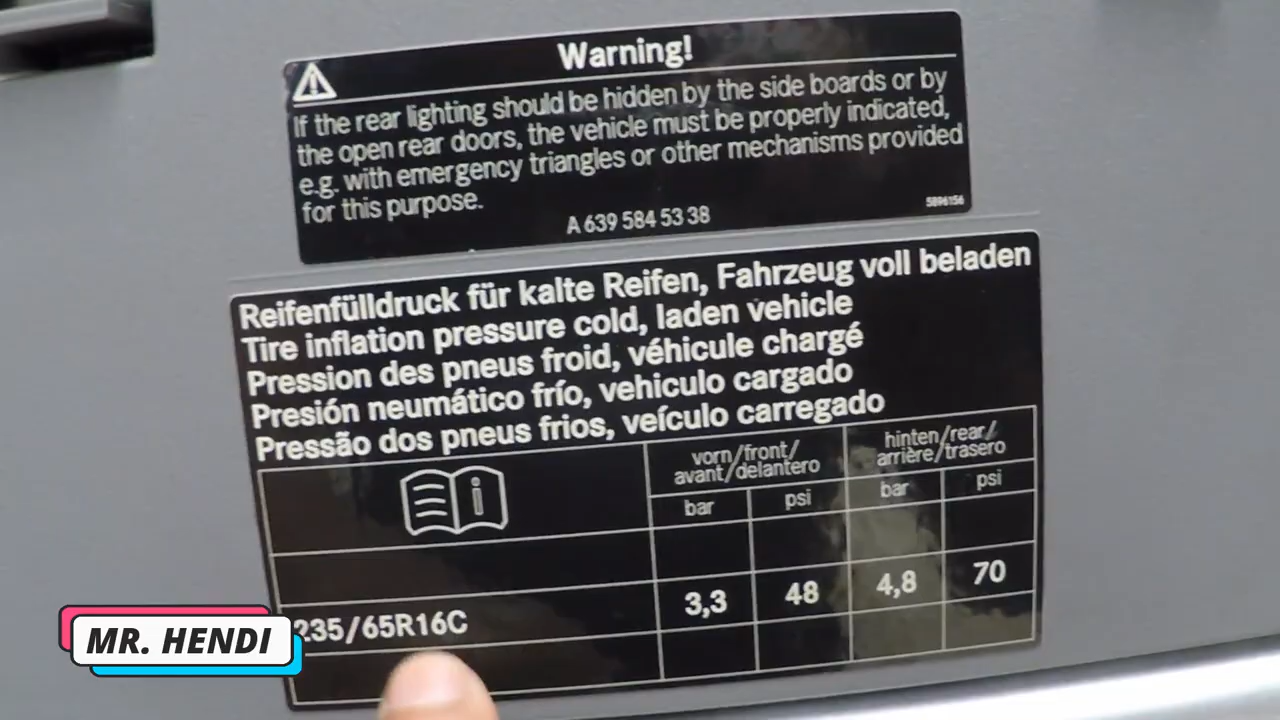 Warning!
If the rear lighting should be hidden by the side boards or by
the open rear doors, the vehicle must be properly indicated,
e.g. with emergency triangles or other mechanisms provided
for this purpose.
A 639 584 53 38
5896156
Reifenfülldruck für kalte Reifen, Fahrzeug voll beladen
Tire inflation pressure cold, laden vehicle
Pression des pneus froid, véhicule chargé
Presión neumático frío, vehiculo cargado
Pressão dos pneus frios, veículo carregado
vorn/front/ hinten/rear/
avant/delantero arrière/trasero
bar psi bar psi
235/65R16C 3,3 48 4,8 70
MR. HENDI